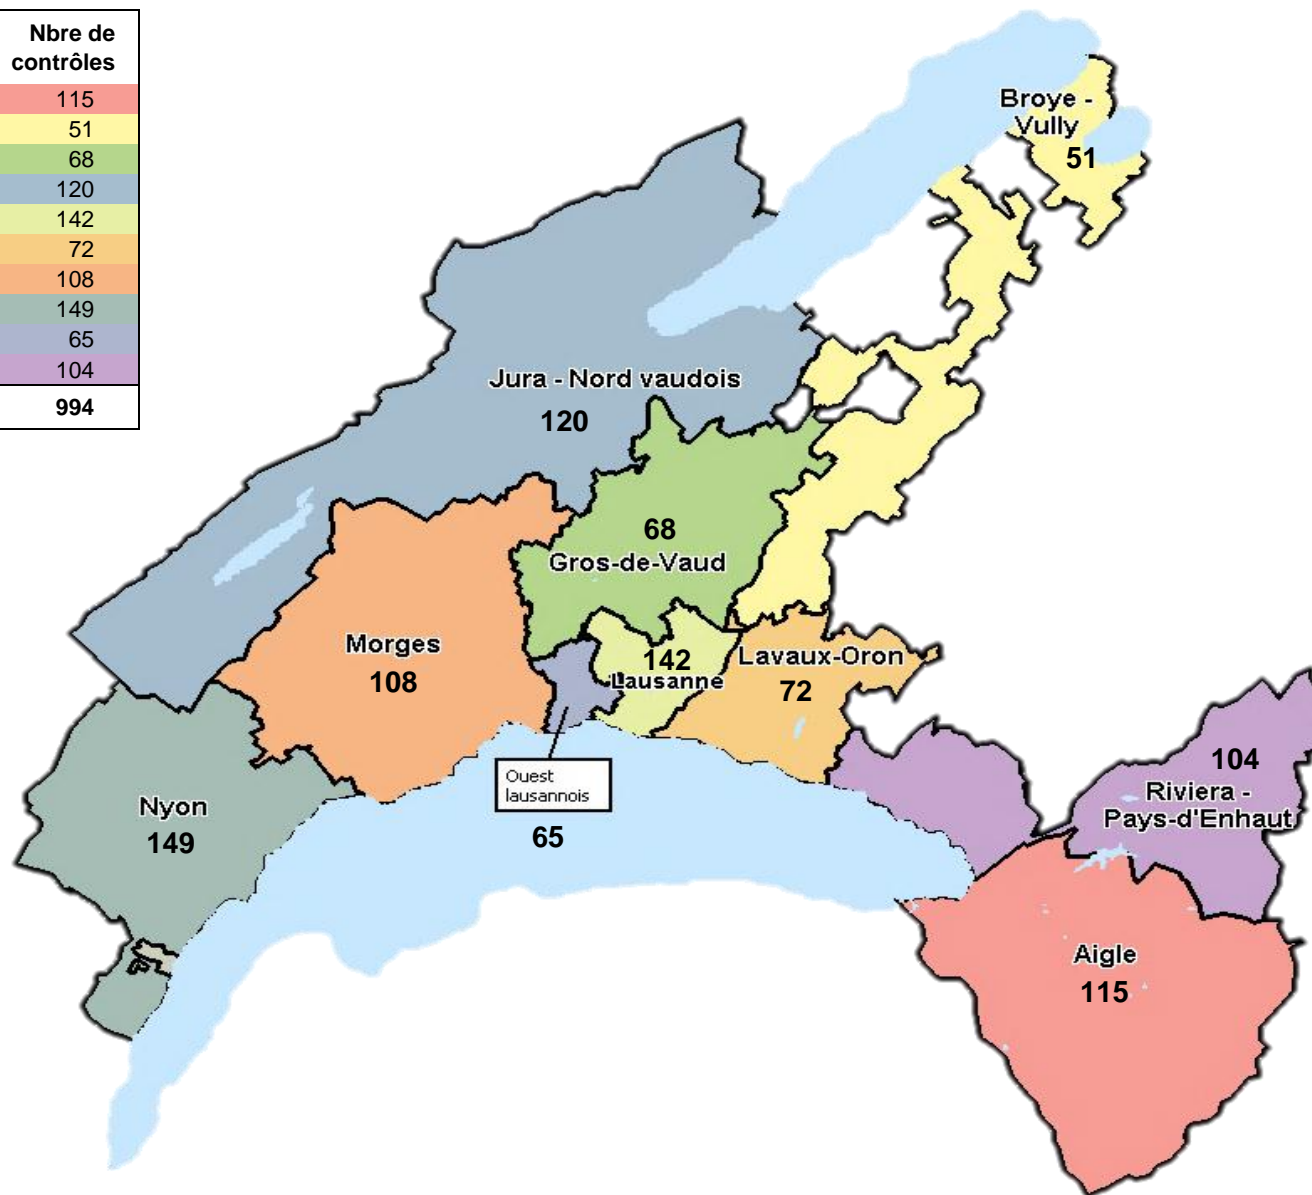 Nbre de
contrôles
115
51
68
120
142
72
108
149
65
104
994
Broye -
Vully
51
Jura - Nord vaudois
120
68
Gros-de-Vaud
Morges
108
142
Lausanne
Lavaux-Oron
72
Ouest
lausannois
65
Nyon
149
104
Riviera -
Pays-d'Enhaut
Aigle
115